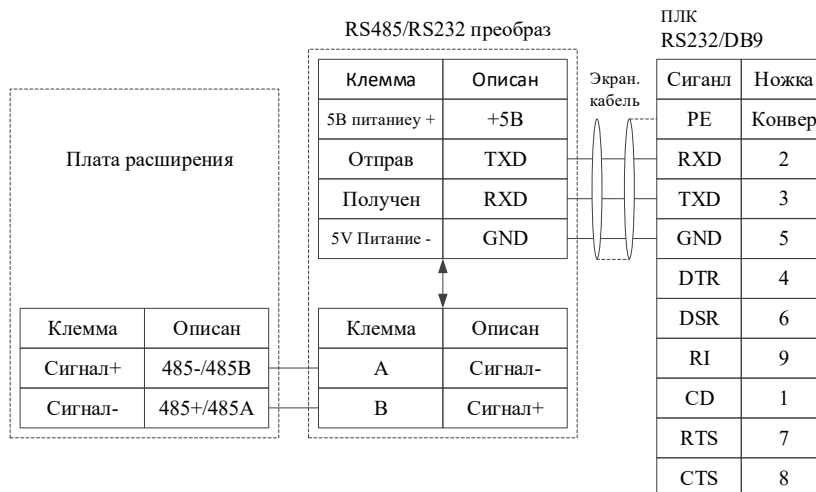 RS485/RS232 преобраз
ПЛК
RS232/DB9
Клемма Описан
5В питаниеу + +5В
Отправ TXD
Получен RXD
5V Питание - GND
Экран.
кабель
Сиганл Ножка
PE Конвер
RXD 2
TXD 3
GND 5
DTR 4
DSR 6
RI 9
CD 1
RTS 7
CTS 8
Плата расширения
Клемма Описан
Сигнал+ 485-/485B
Сигнал- 485+/485A
Клемма Описан
A Сигнал-
B Сигнал+